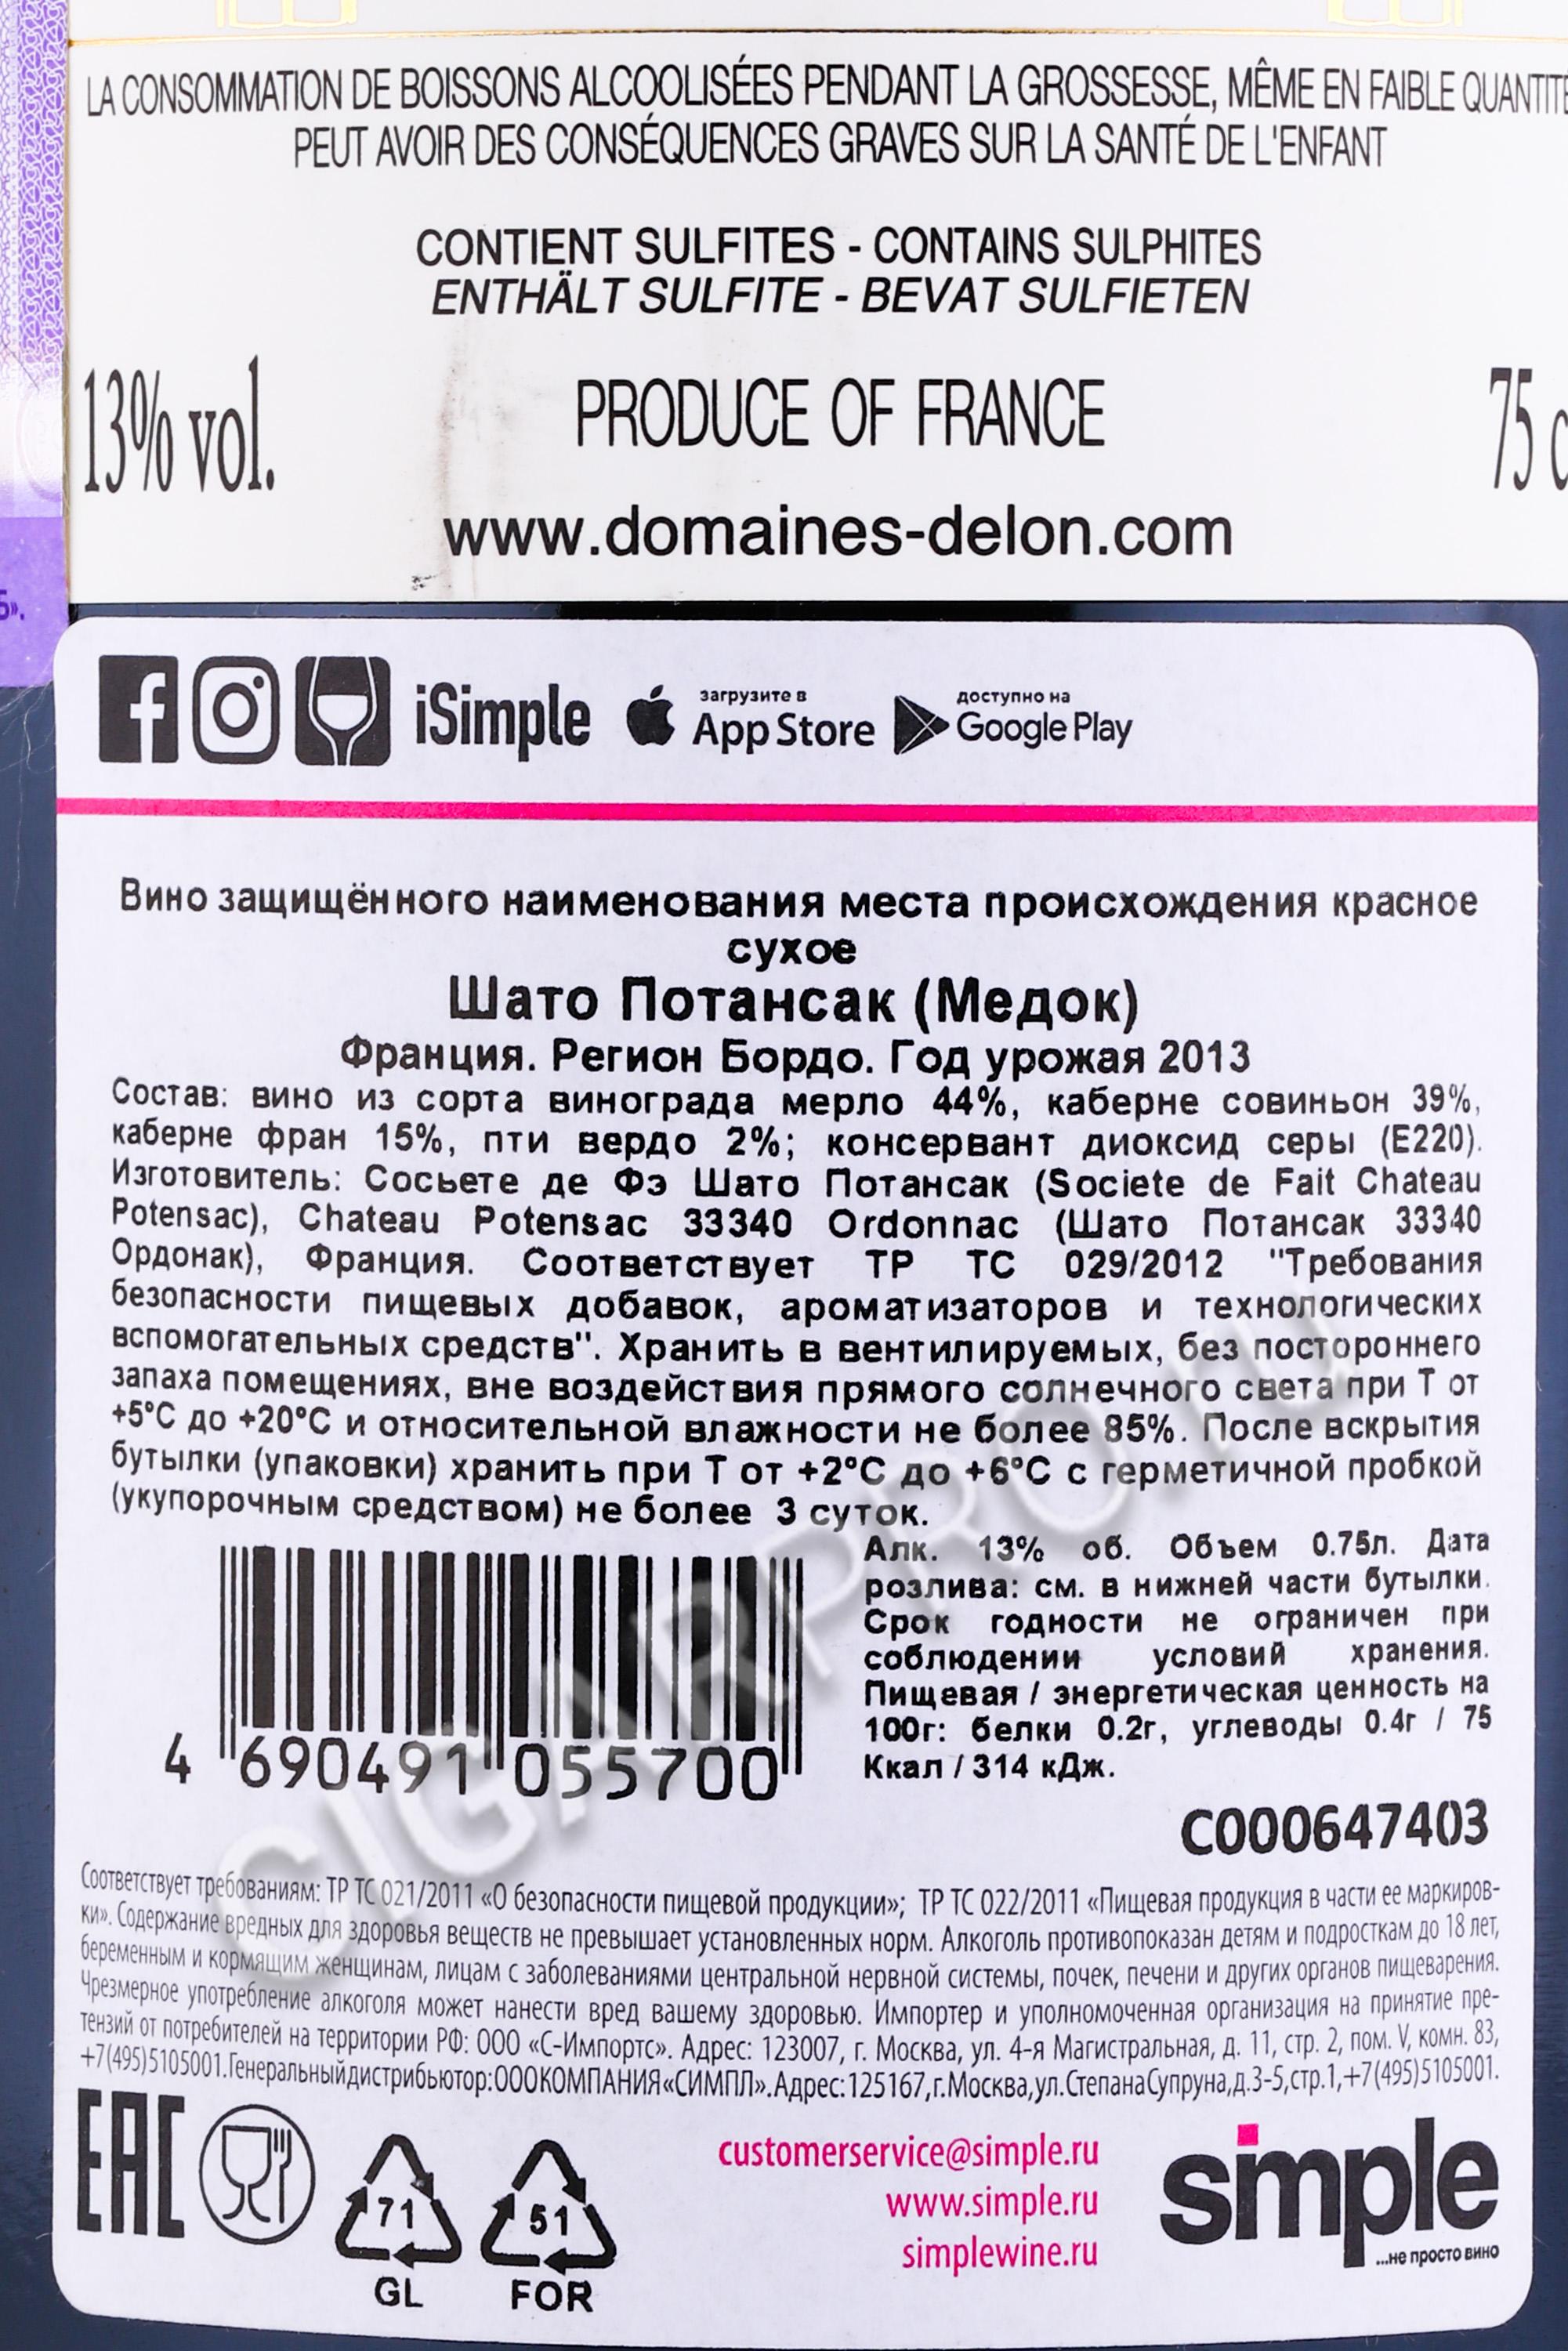 LA CONSOMMATION DE BOISSONS ALCOOLISÉES PENDANT LA GROSSESSE, MÊME EN FAIBLE QUANTITÉ
PEUT AVOIR DES CONSÉQUENCES GRAVES SUR LA SANTÉ DE L'ENFANT
CONTIENT SULFITES - CONTAINS SULPHITES
ENTHÄLT SULFITE - BEVAT SULFIETEN
13% vol.
PRODUCE OF FRANCE
75 c
www.domaines-delon.com
5».
iSimple
загрузите в
App Store
доступно на
Google Play
Вино защищённого наименования места происхождения красное
сухое
Шато Потансак (Медок)
Франция. Регион Бордо. Год урожая 2013
Состав: вино из сорта винограда мерло 44%, каберне совиньон 39%,
каберне фран 15%, пти вердо 2%; консервант диоксид серы (Е220).
Изготовитель: Сосьете де Фэ Шато Потансак (Societe de Fait Chateau
Potensac), Chateau Potensac 33340 Ordonnac (Шато Потансак 33340
Ордонак), Франция. Соответствует ТР ТС 029/2012 "Требования
безопасности пищевых добавок, ароматизаторов и технологических
вспомогательных средств". Хранить в вентилируемых, без постороннего
запаха помещениях, вне воздействия прямого солнечного света при Т от
+5°С до +20°С и относительной влажности не более 85%. После вскрытия
бутылки (упаковки) хранить при Т от +2°С до +6°С с герметичной пробкой
(укупорочным средством) не более 3 суток.
Алк. 13% об. Объем 0.75л. Дата
розлива: см. в нижней части бутылки.
Срок годности не ограничен при
соблюдении условий хранения.
Пищевая / энергетическая ценность на
100г: белки 0.2г, углеводы 0.4г / 75
Ккал / 314 кДж.
4 690491 055700
С000647403
CIGARPRO.ru
Соответствует требованиям: ТР ТС 021/2011 «О безопасности пищевой продукции»; ТР ТС 022/2011 «Пищевая продукция в части ее маркиров-
ки». Содержание вредных для здоровья веществ не превышает установленных норм. Алкоголь противопоказан детям и подросткам до 18 лет,
беременным и кормящим женщинам, лицам с заболеваниями центральной нервной системы, почек, печени и других органов пищеварения.
Чрезмерное употребление алкоголя может нанести вред вашему здоровью. Импортер и уполномоченная организация на принятие пре-
тензий от потребителей на территории РФ: ООО «С-Импортс». Адрес: 123007, г. Москва, ул. 4-я Магистральная, д. 11, стр. 2, пом. V, комн. 83,
+7(495)5105001.Генеральный дистрибьютор: ООО КОМПАНИЯ «СИМПЛ». Адрес: 125167, г. Москва, ул. Степана Супруна, д.3-5, стр.1, +7(495)5105001.
EAC
71
GL
51
FOR
customerservice@simple.ru
www.simple.ru
simplewine.ru
simple
...не просто вино